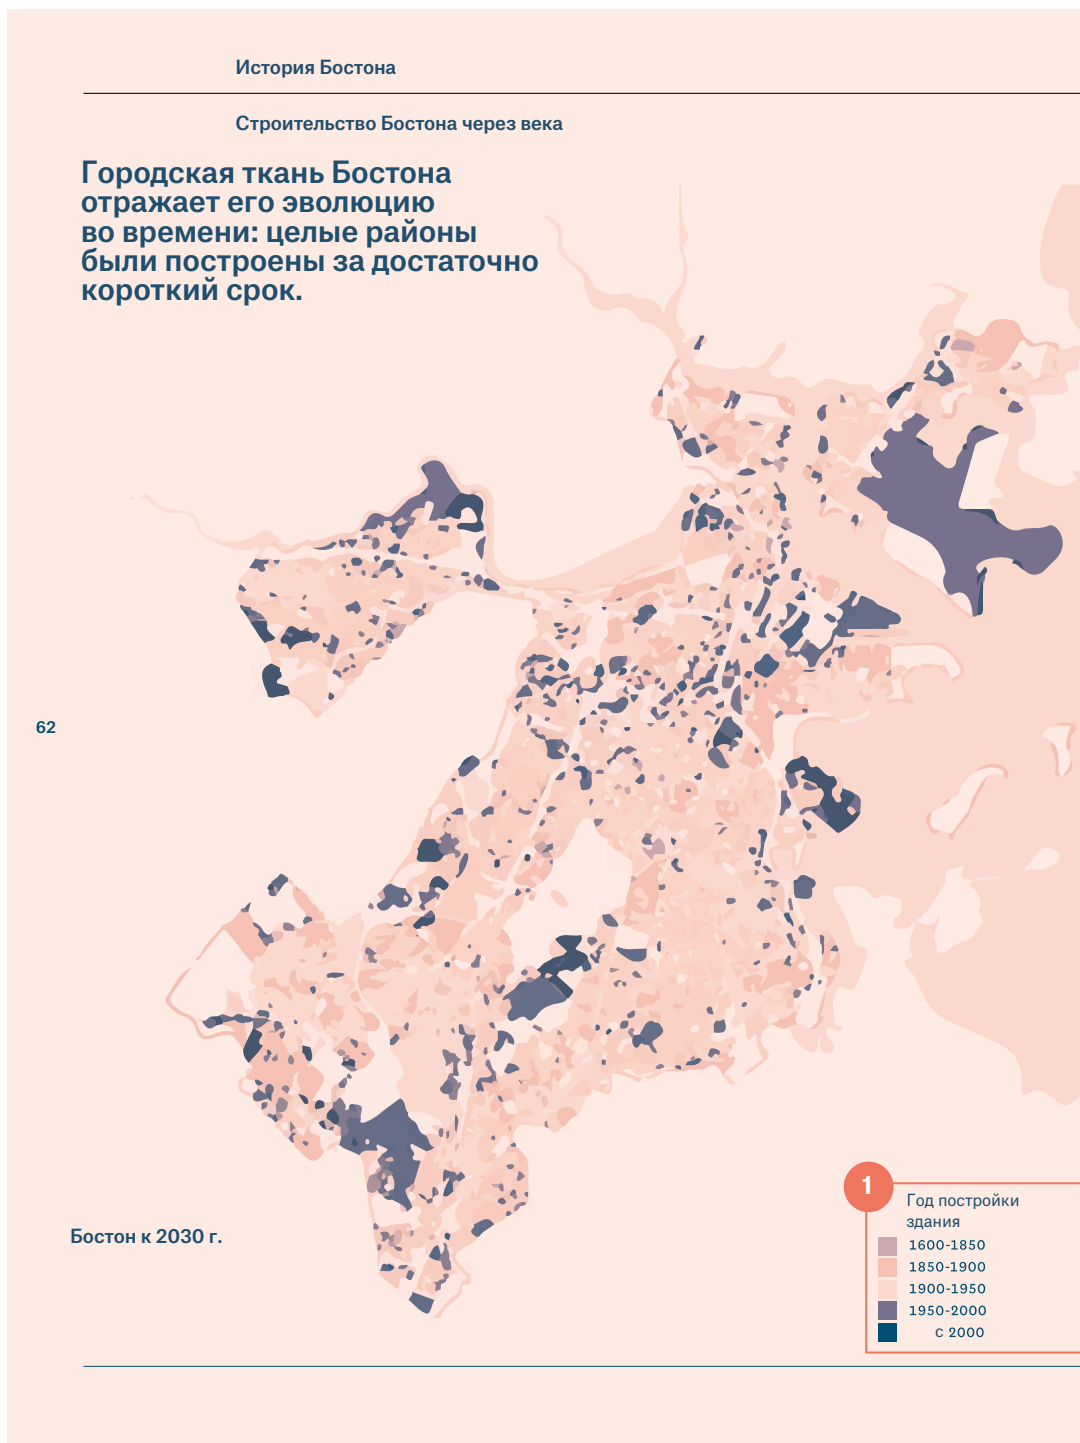 История Бостона
Строительство Бостона через века
Городская ткань Бостона
отражает его эволюцию
во времени: целые районы
были построены за достаточно
короткий срок.
62
Бостон к 2030 г.
1
Год постройки
здания
1600-1850
1850-1900
1900-1950
1950-2000
с 2000